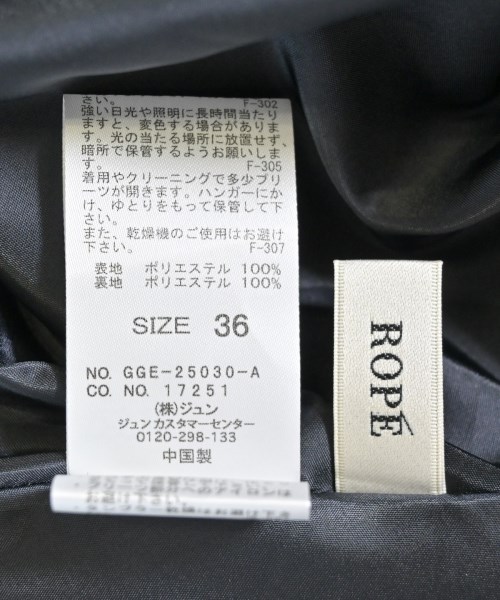 さい。 F-302
強い日光や照明に長時間当たり
ますと、変色する場合がありま
す。光の当たる場所に放置せず、
暗所で保管するようお願いしま
す。 F-305
着用やクリーニングで多少プリ
ーツが開きます。ハンガーにか
け、ゆとりをもって保管して下
さい。
また、乾燥機のご使用はお避け
下さい。 F-307
表地 ポリエステル 100%
裏地 ポリエステル 100%
SIZE 36
NO. GGE-25030-A
CO. NO. 17251
(株)ジュン
ジュン カスタマーセンター
0120-298-133
中国製
ROPÉ